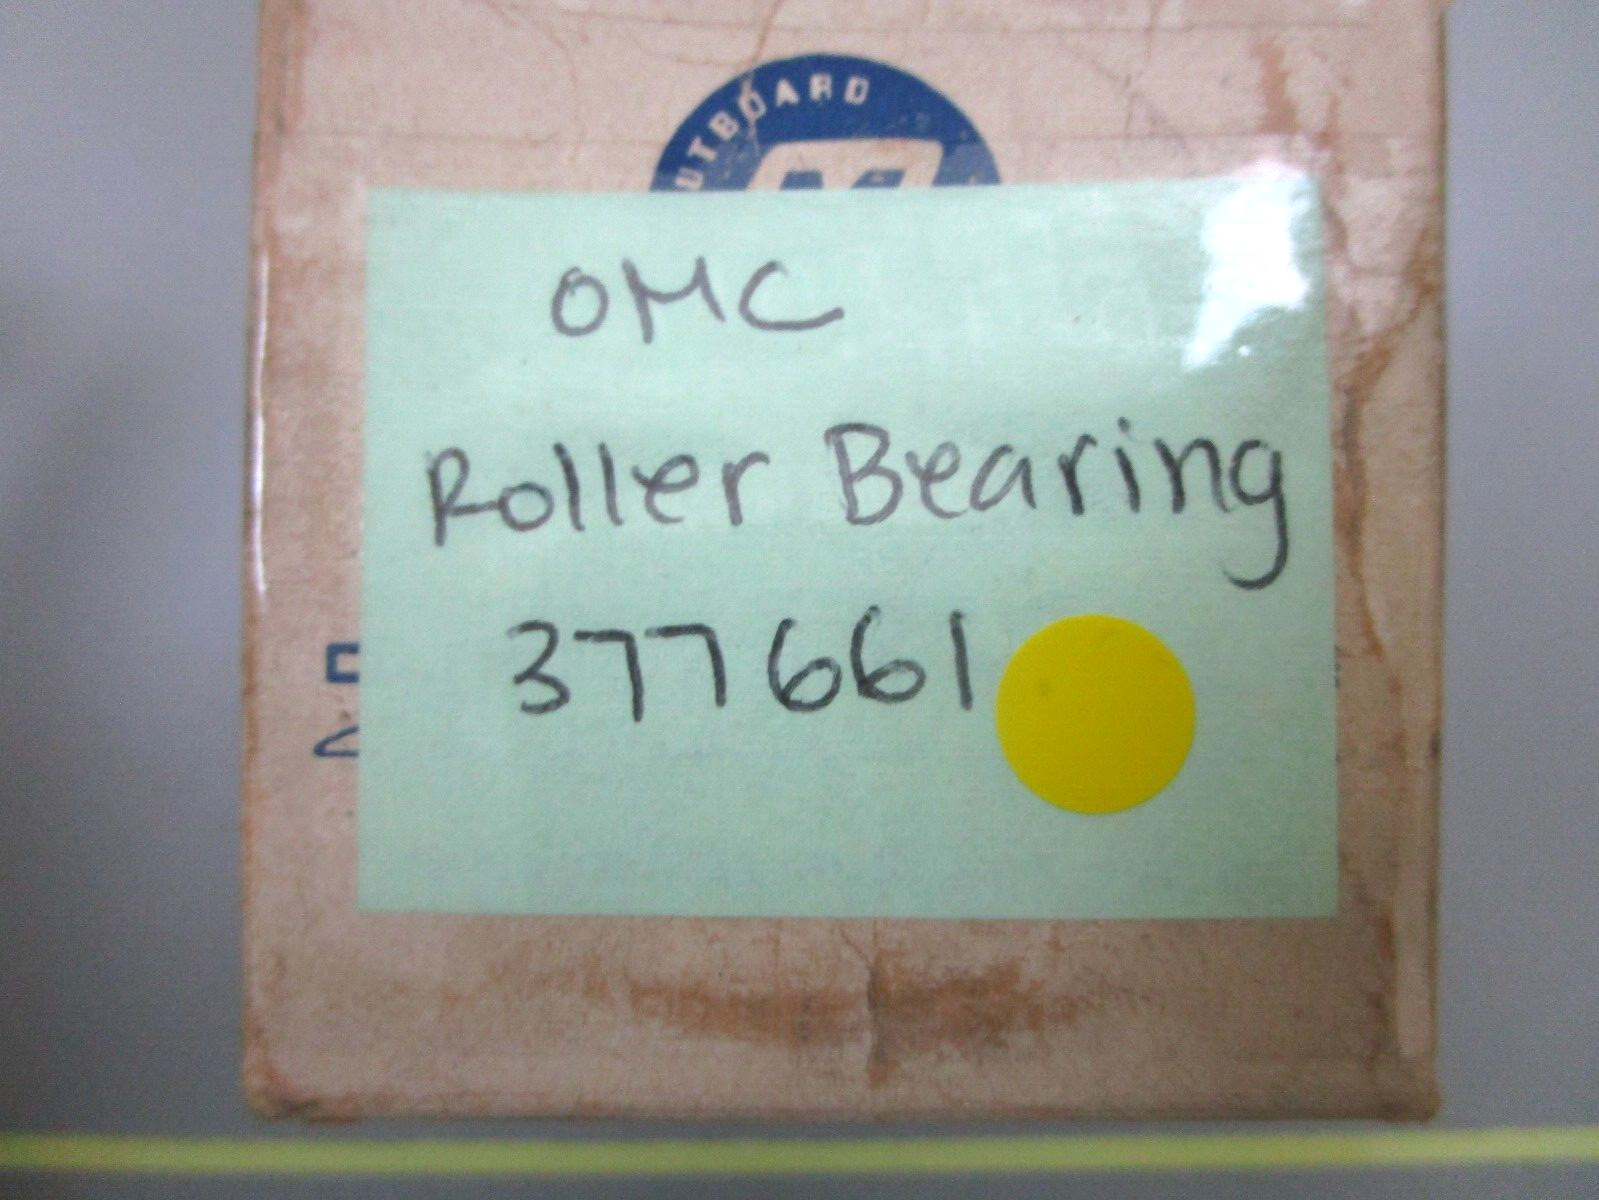 UTBOARD
OMC
Roller Bearing
377661